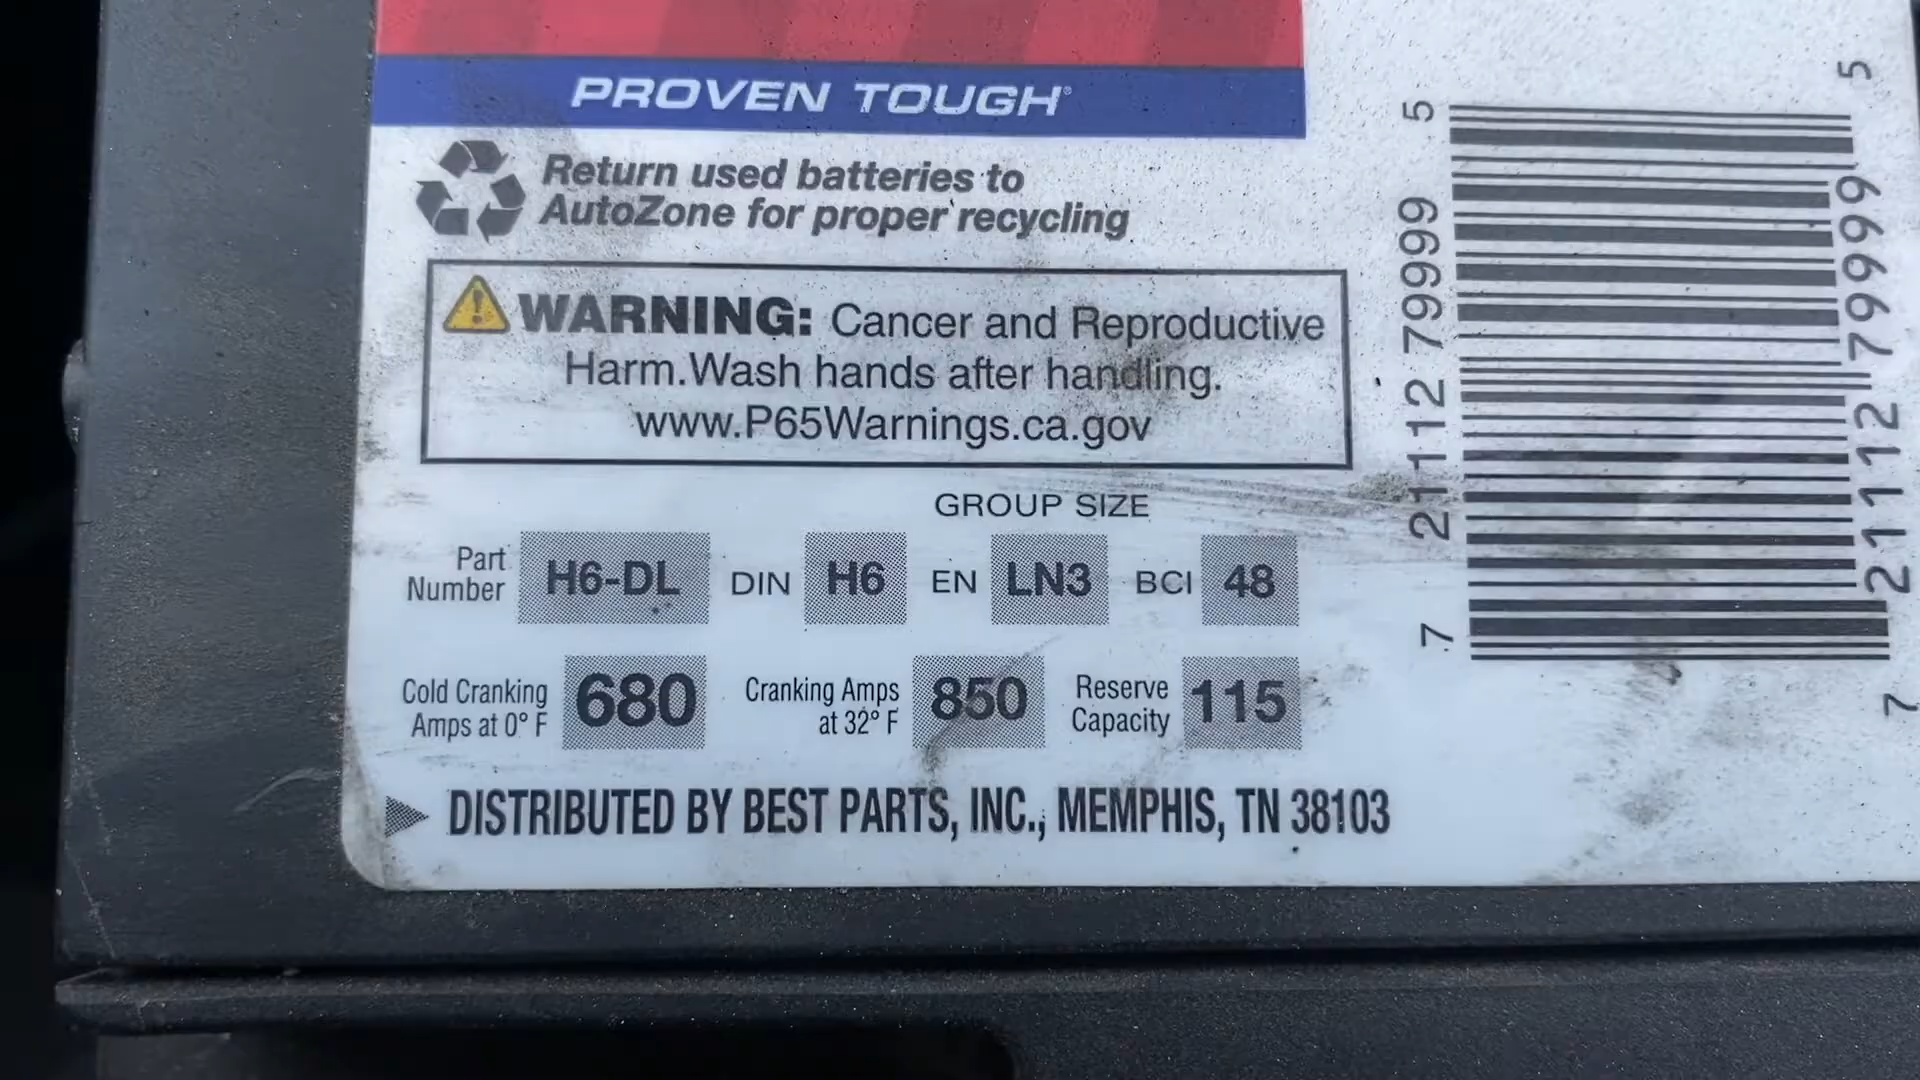 PROVEN TOUGH®
Return used batteries to
AutoZone for proper recycling
WARNING: Cancer and Reproductive
Harm.Wash hands after handling.
www.P65Warnings.ca.gov
GROUP SIZE
Part Number H6-DL DIN H6 EN LN3 BCI 48
Cold Cranking Amps at 0° F 680 Cranking Amps at 32° F 850 Reserve Capacity 115
DISTRIBUTED BY BEST PARTS, INC., MEMPHIS, TN 38103
7 21112 79999 5
7 21112 79999 5